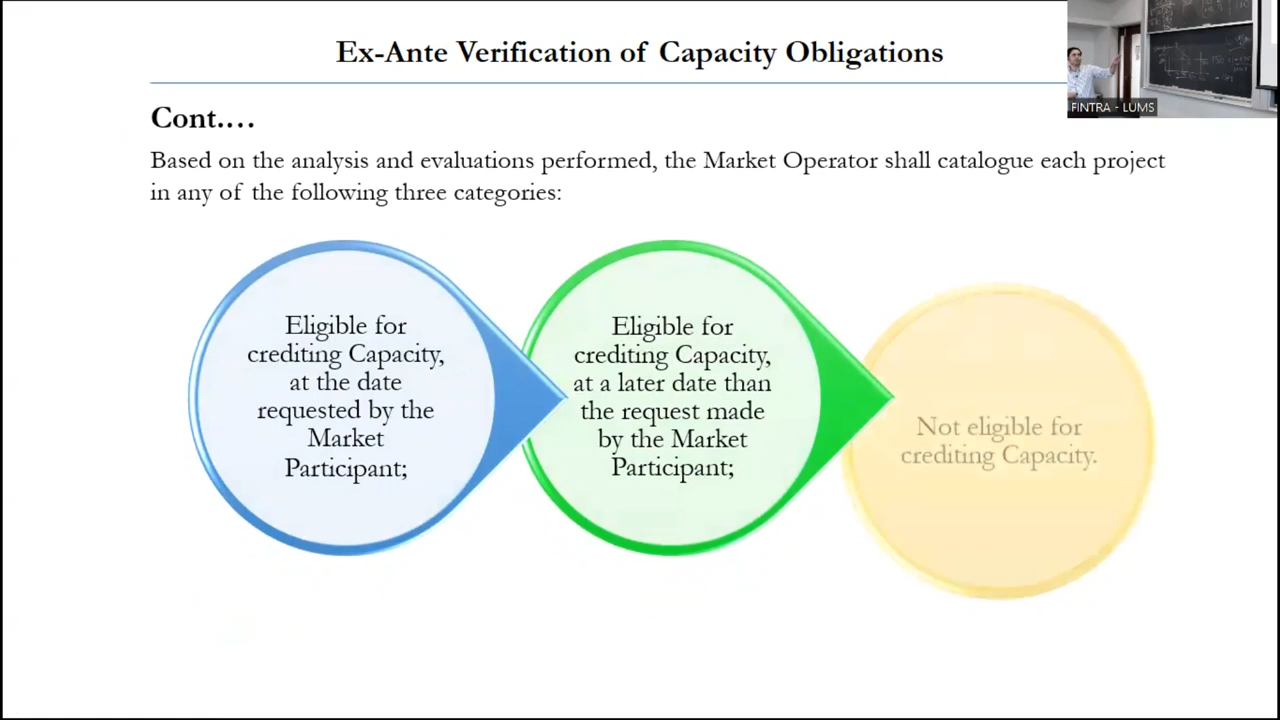 Ex-Ante Verification of Capacity Obligations
FINTRA - LUMS
Cont.…
Based on the analysis and evaluations performed, the Market Operator shall catalogue each project
in any of the following three categories:
Eligible for
crediting Capacity,
at the date
requested by the
Market
Participant;
Eligible for
crediting Capacity,
at a later date than
the request made
by the Market
Participant;
Not eligible for
crediting Capacity.